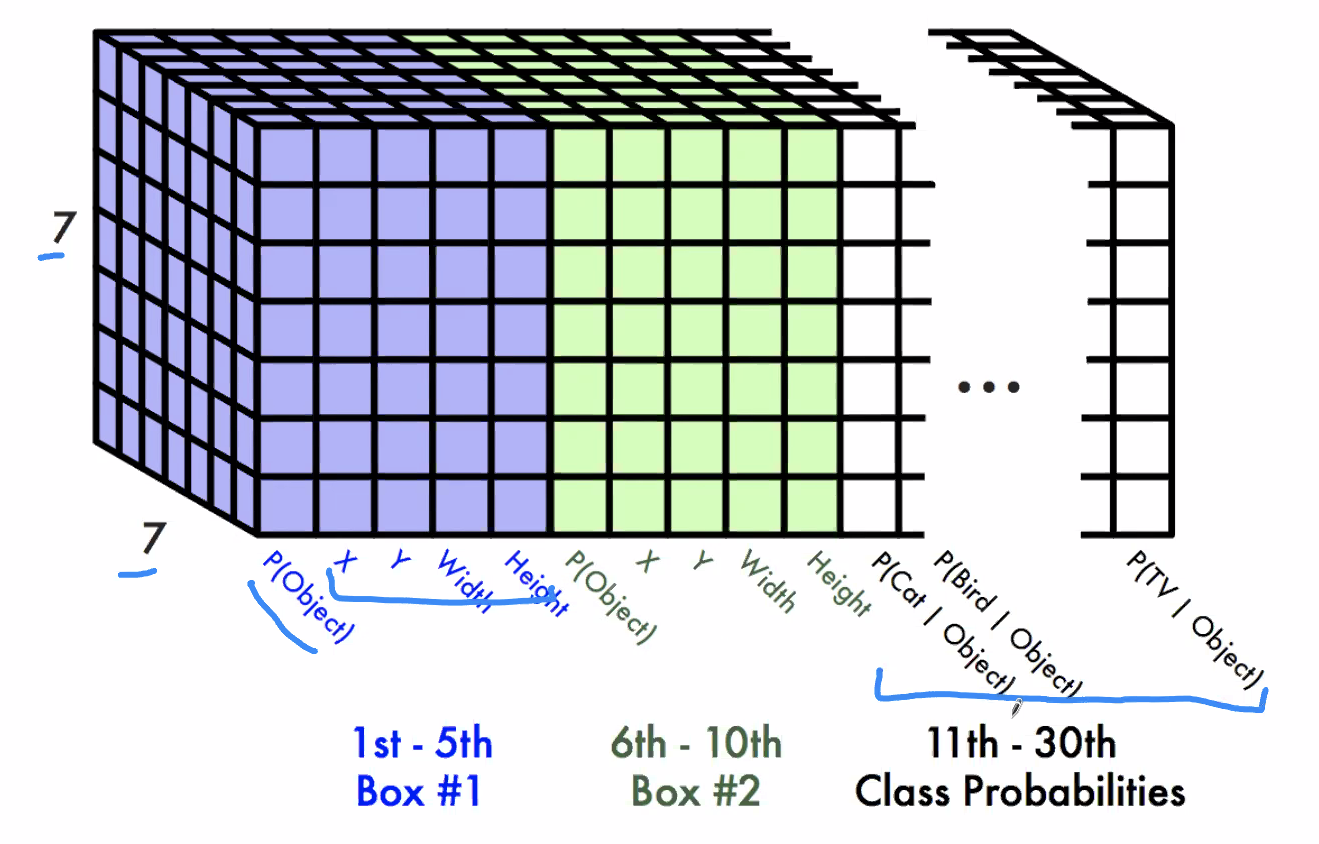 7
7
P(Object)
X
Y
Width
Height
P(Object)
X
Y
Width
Height
P(Cat | Object)
P(Bird | Object)
P(TV | Object)
...
1st - 5th
Box #1
6th - 10th
Box #2
11th - 30th
Class Probabilities